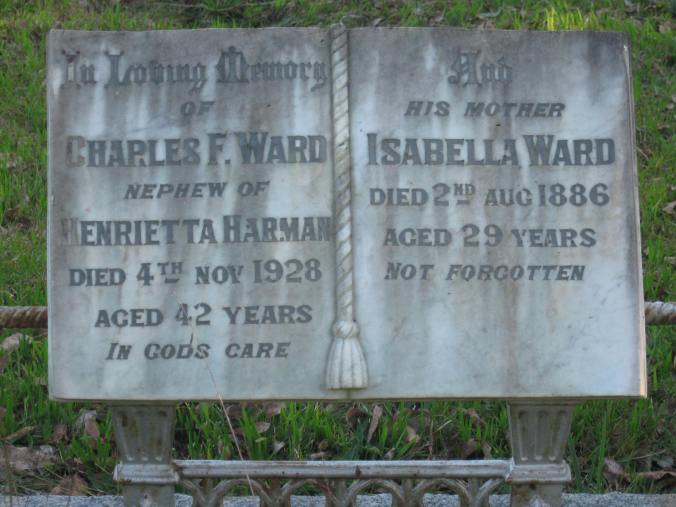 In Loving Memory
OF
CHARLES F. WARD
NEPHEW OF
HENRIETTA HARMAN
DIED 4TH NOV 1928
AGED 42 YEARS
IN GODS CARE
And
HIS MOTHER
ISABELLA WARD
DIED 2ND AUG 1886
AGED 29 YEARS
NOT FORGOTTEN